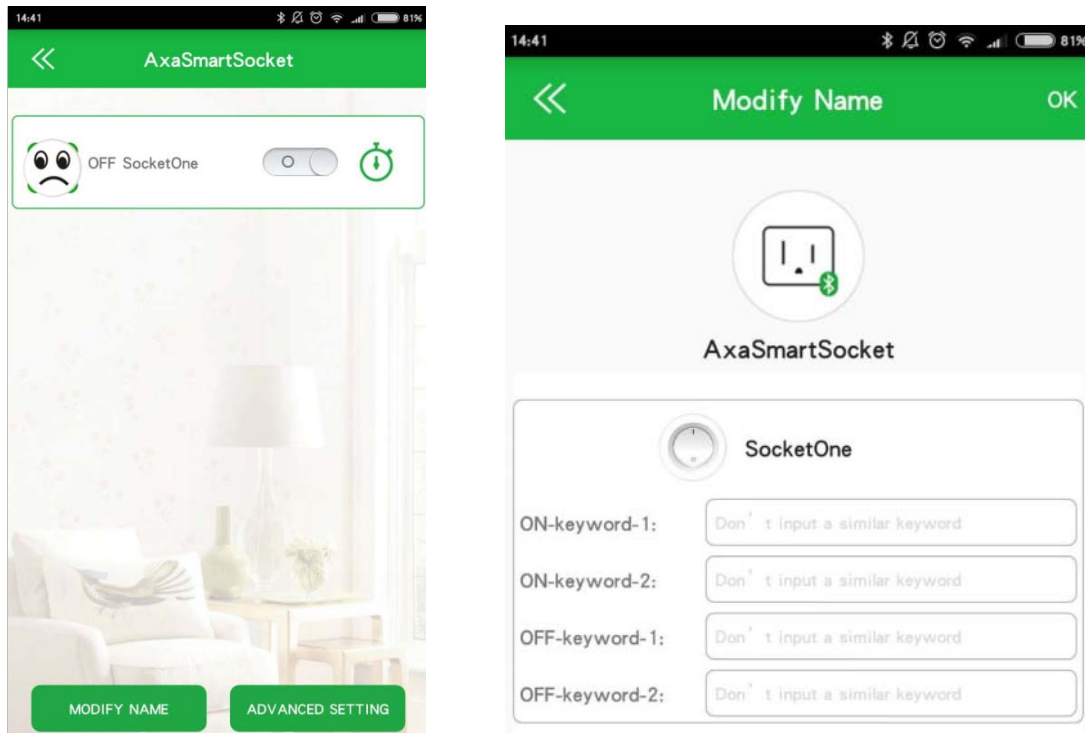 14:41 81%
AxaSmartSocket
OFF SocketOne
MODIFY NAME ADVANCED SETTING
14:41 81%
Modify Name OK
AxaSmartSocket
SocketOne
ON-keyword-1: Don't input a similar keyword
ON-keyword-2: Don't input a similar keyword
OFF-keyword-1: Don't input a similar keyword
OFF-keyword-2: Don't input a similar keyword